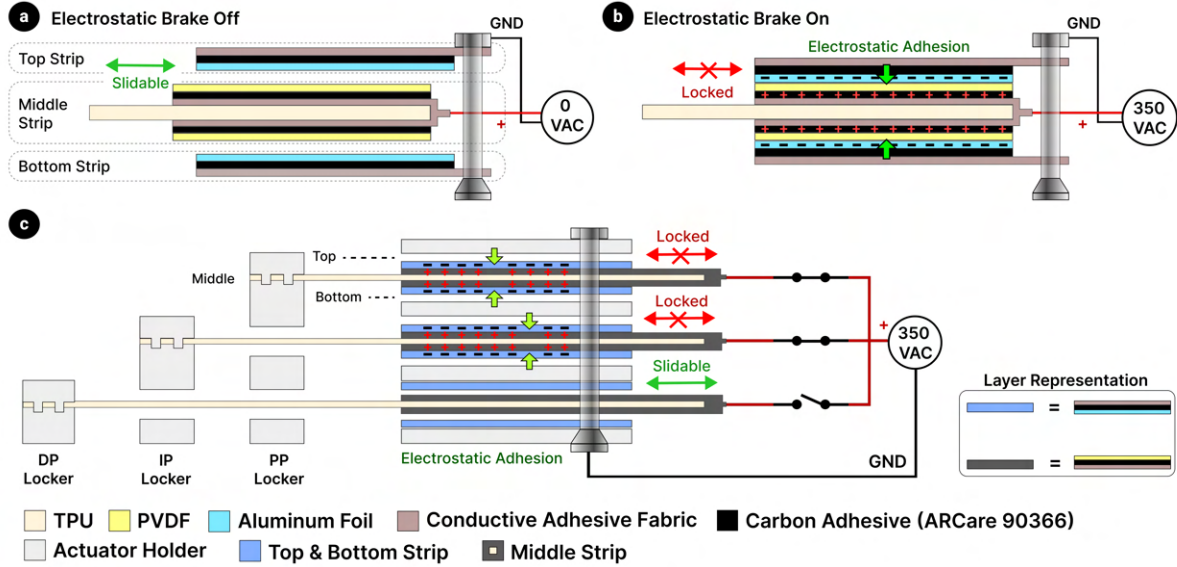 a Electrostatic Brake Off
GND
Top Strip
Slidable
Middle
Strip
+
0
VAC
Bottom Strip
b Electrostatic Brake On
GND
Electrostatic Adhesion
Locked
+
350
VAC
c
Locked
Top
Middle
Bottom
Locked
+
350
VAC
Slidable
DP
Locker
IP
Locker
PP
Locker
Electrostatic Adhesion
GND
Layer Representation
=
=
TPU PVDF Aluminum Foil Conductive Adhesive Fabric Carbon Adhesive (ARCare 90366)
Actuator Holder Top & Bottom Strip Middle Strip